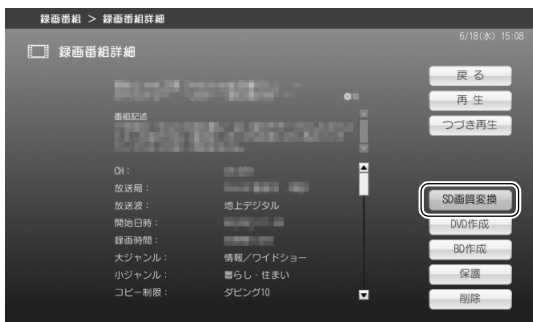 録画番組 ＞ 録画番組詳細
6/18(水) 15:08
録画番組詳細
戻る
再生
つづき再生
10
番組記述
CH：
放送局：
放送波： 地上デジタル
開始日時：
録画時間：
大ジャンル： 情報／ワイドショー
小ジャンル： 暮らし・住まい
コピー制限： ダビング10
SD画質変換
DVD作成
BD作成
保護
削除